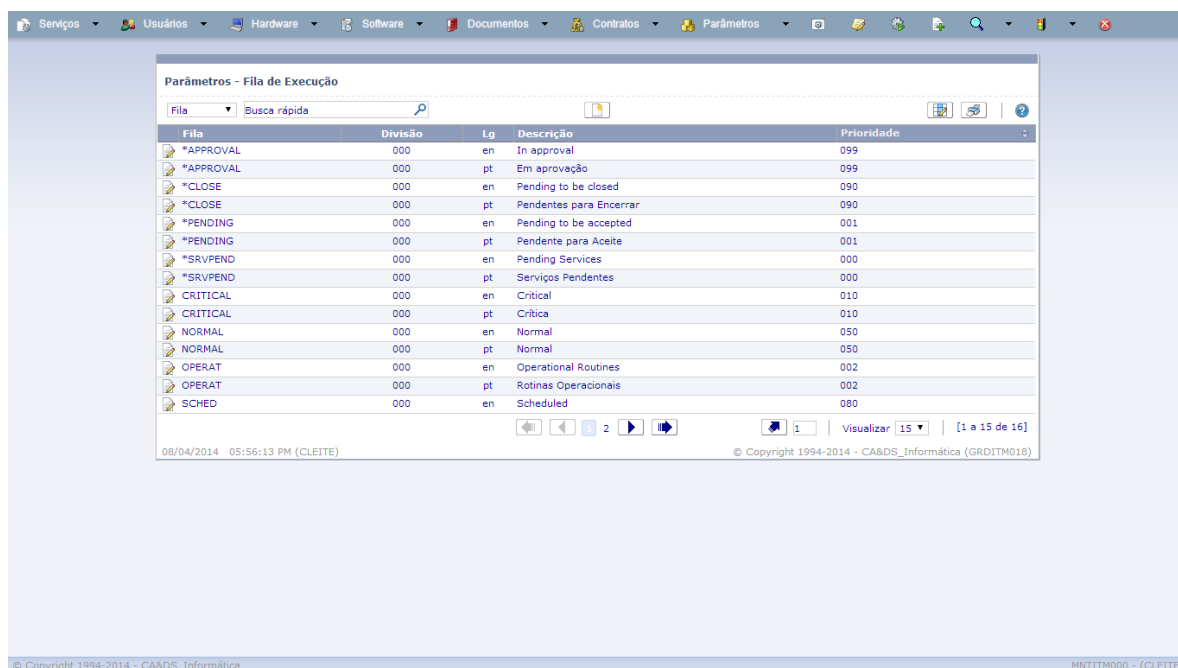 Serviços Usuários Hardware Software Documentos Contratos Parâmetros
Parâmetros - Fila de Execução
Fila Busca rápida
Fila Divisão Lg Descrição Prioridade
*APPROVAL 000 en In approval 099
*APPROVAL 000 pt Em aprovação 099
*CLOSE 000 en Pending to be closed 090
*CLOSE 000 pt Pendentes para Encerrar 090
*PENDING 000 en Pending to be accepted 001
*PENDING 000 pt Pendente para Aceite 001
*SRVPEND 000 en Pending Services 000
*SRVPEND 000 pt Serviços Pendentes 000
CRITICAL 000 en Critical 010
CRITICAL 000 pt Crítica 010
NORMAL 000 en Normal 050
NORMAL 000 pt Normal 050
OPERAT 000 en Operational Routines 002
OPERAT 000 pt Rotinas Operacionais 002
SCHED 000 en Scheduled 080
1 2 1 Visualizar 15 [1 a 15 de 16]
08/04/2014 05:56:13 PM (CLEITE) © Copyright 1994-2014 - CA&DS_Informática (GRDITM018)
© Copyright 1994-2014 - CA&DS_Informática MNTITM000 - (CLEITE